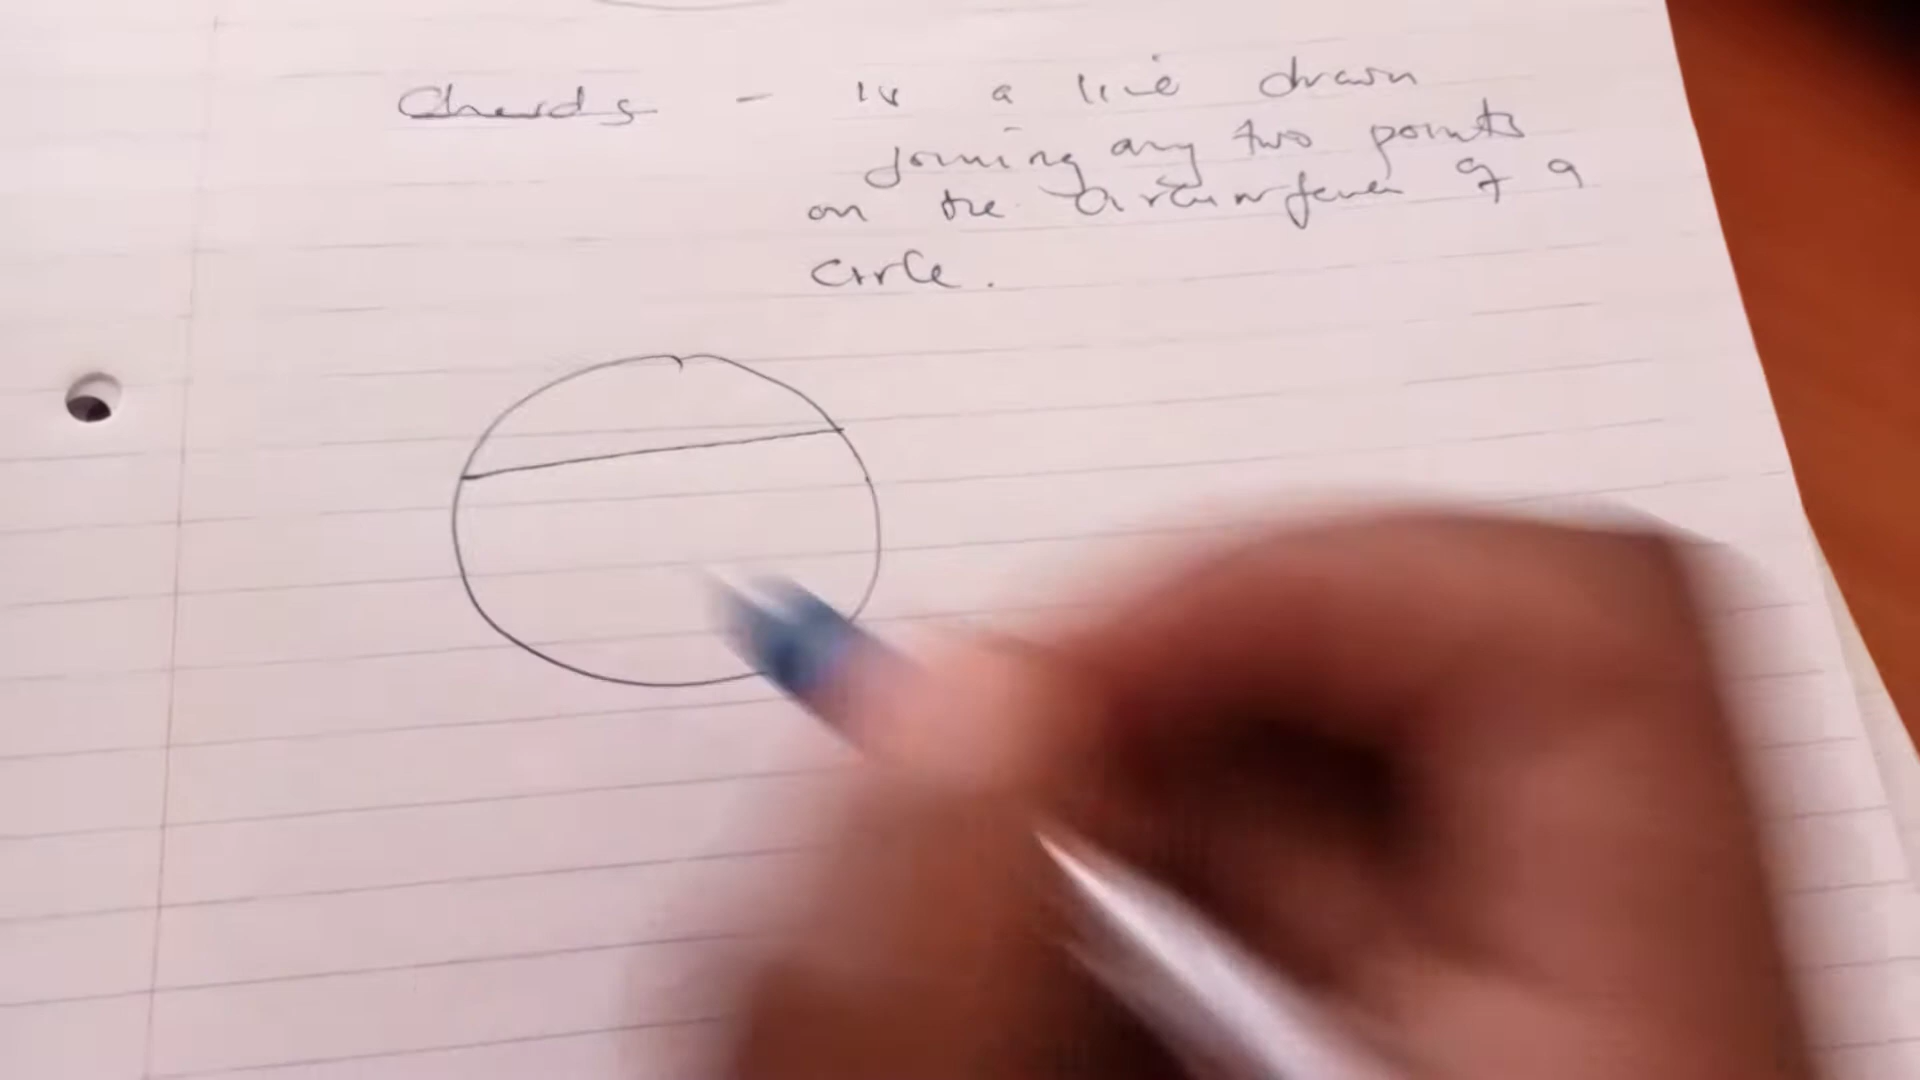 Chords - is a line drawn
joining any two points
on the circumference of a
circle.